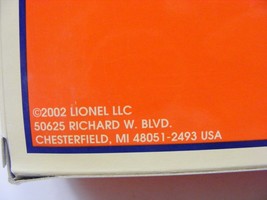 ©2002 LIONEL LLC
50625 RICHARD W. BLVD.
CHESTERFIELD, MI 48051-2493 USA